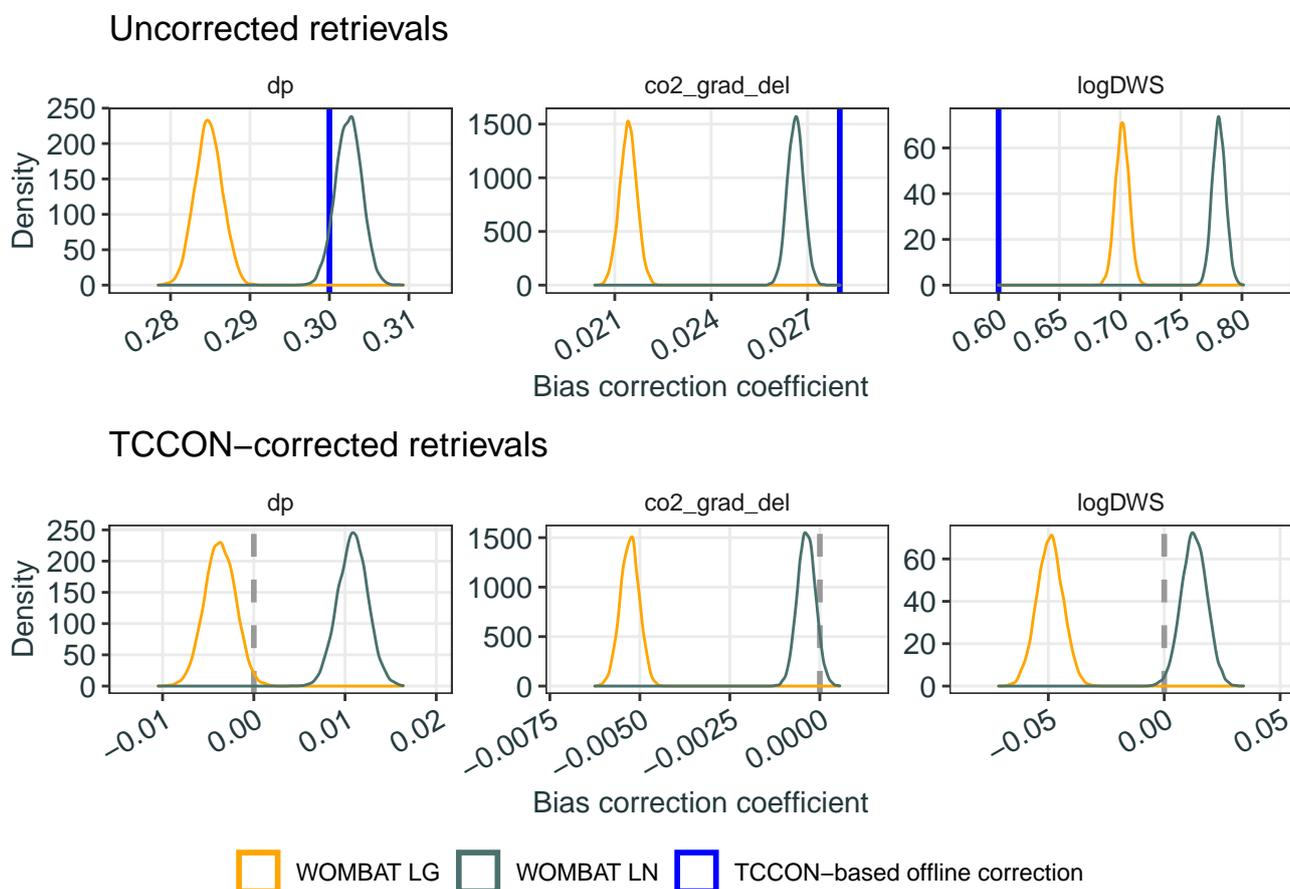 Uncorrected retrievals
dp co2_grad_del logDWS
Density
250
200
150
100
50
0
1500
1000
500
0
60
40
20
0
0.28 0.29 0.30 0.31 0.021 0.024 0.027 0.60 0.65 0.70 0.75 0.80
Bias correction coefficient
TCCON−corrected retrievals
dp co2_grad_del logDWS
Density
250
200
150
100
50
0
1500
1000
500
0
60
40
20
0
−0.01 0.00 0.01 0.02 −0.0075 −0.0050 −0.0025 0.0000 −0.05 0.00 0.05
Bias correction coefficient
WOMBAT LG WOMBAT LN TCCON−based offline correction